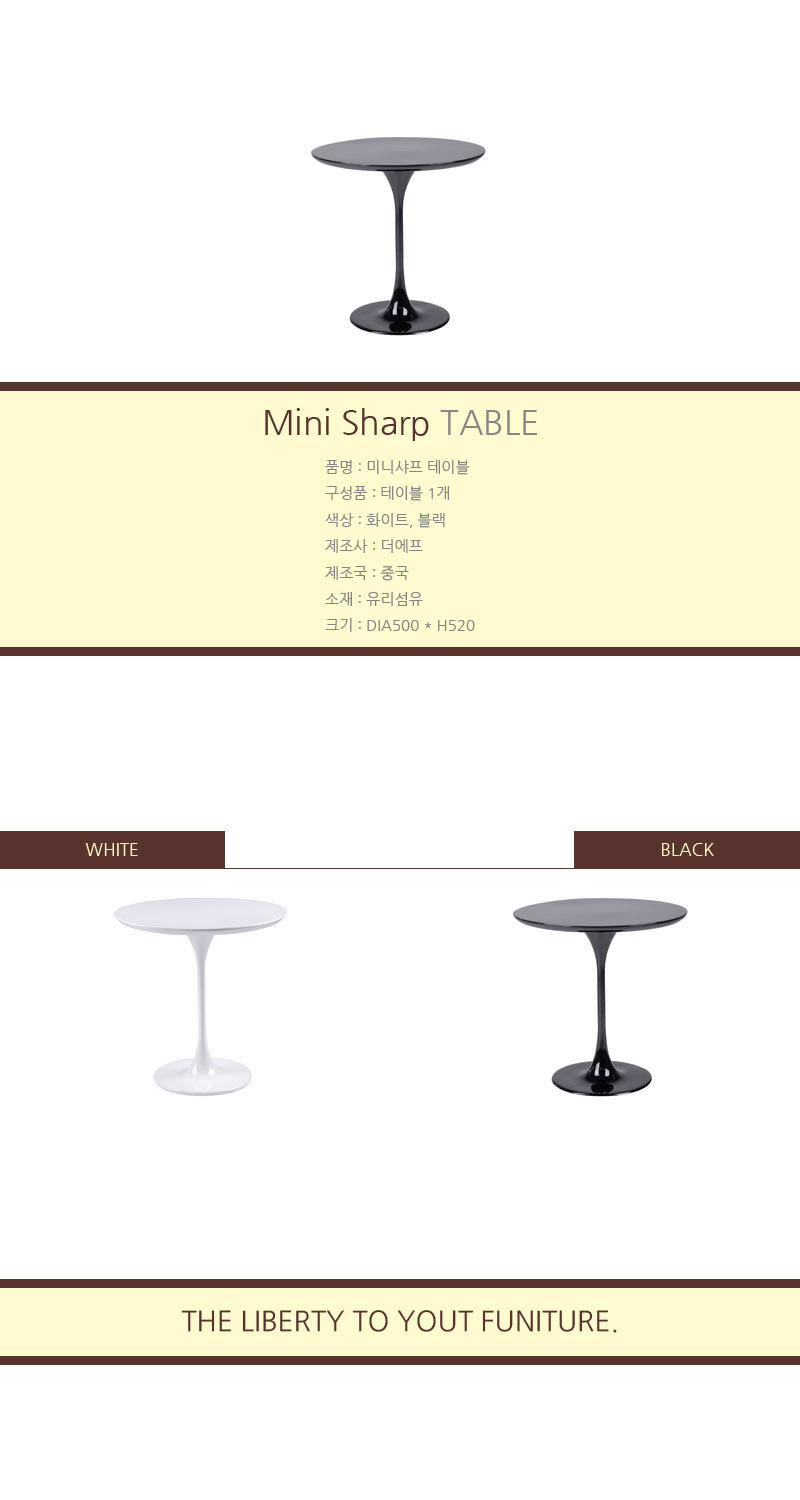 Mini Sharp TABLE
품명 : 미니샤프 테이블
구성품 : 테이블 1개
색상 : 화이트, 블랙
제조사 : 더에프
제조국 : 중국
소재 : 유리섬유
크기 : DIA500 * H520
WHITE
BLACK
THE LIBERTY TO YOUT FUNITURE.